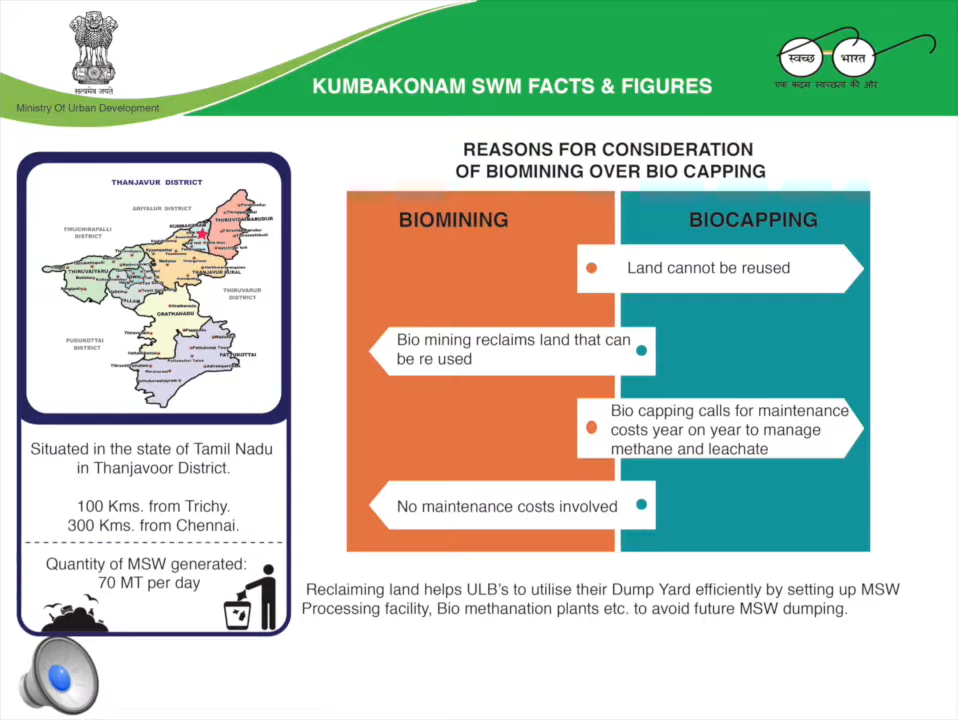 सत्यमेव जयते
Ministry Of Urban Development
KUMBAKONAM SWM FACTS & FIGURES
स्वच्छ
भारत
एक कदम स्वच्छता की ओर
THANJAVUR DISTRICT
ARIYALUR DISTRICT
TIRUCHIRAPALLI
DISTRICT
KUMBAKONAM
THIRUVIDAIMARUDUR
THIRUVAIYARU
THANJAVUR RURAL
THIRUVARUR
DISTRICT
ORATHANADU
PUDUKOTTAI
DISTRICT
PATTUKOTTAI
Situated in the state of Tamil Nadu
in Thanjavoor District.
100 Kms. from Trichy.
300 Kms. from Chennai.
Quantity of MSW generated:
70 MT per day
REASONS FOR CONSIDERATION
OF BIOMINING OVER BIO CAPPING
BIOMINING
BIOCAPPING
Land cannot be reused
Bio mining reclaims land that can
be re used
Bio capping calls for maintenance
costs year on year to manage
methane and leachate
No maintenance costs involved
Reclaiming land helps ULB's to utilise their Dump Yard efficiently by setting up MSW
Processing facility, Bio methanation plants etc. to avoid future MSW dumping.